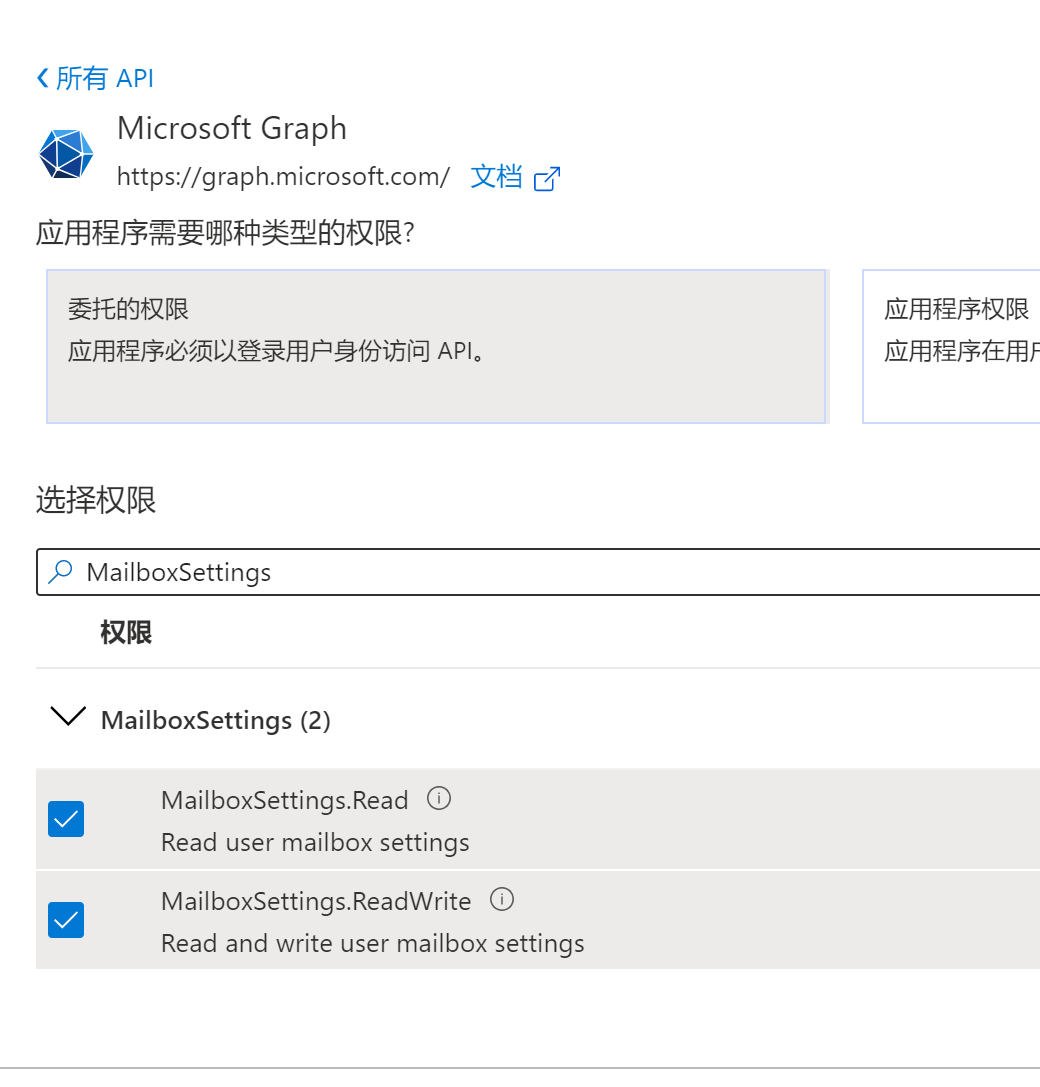 所有 API
Microsoft Graph
https://graph.microsoft.com/ 文档
应用程序需要哪种类型的权限?
委托的权限
应用程序必须以登录用户身份访问 API。
应用程序权限
应用程序在用
选择权限
MailboxSettings
权限
MailboxSettings (2)
MailboxSettings.Read
Read user mailbox settings
MailboxSettings.ReadWrite
Read and write user mailbox settings